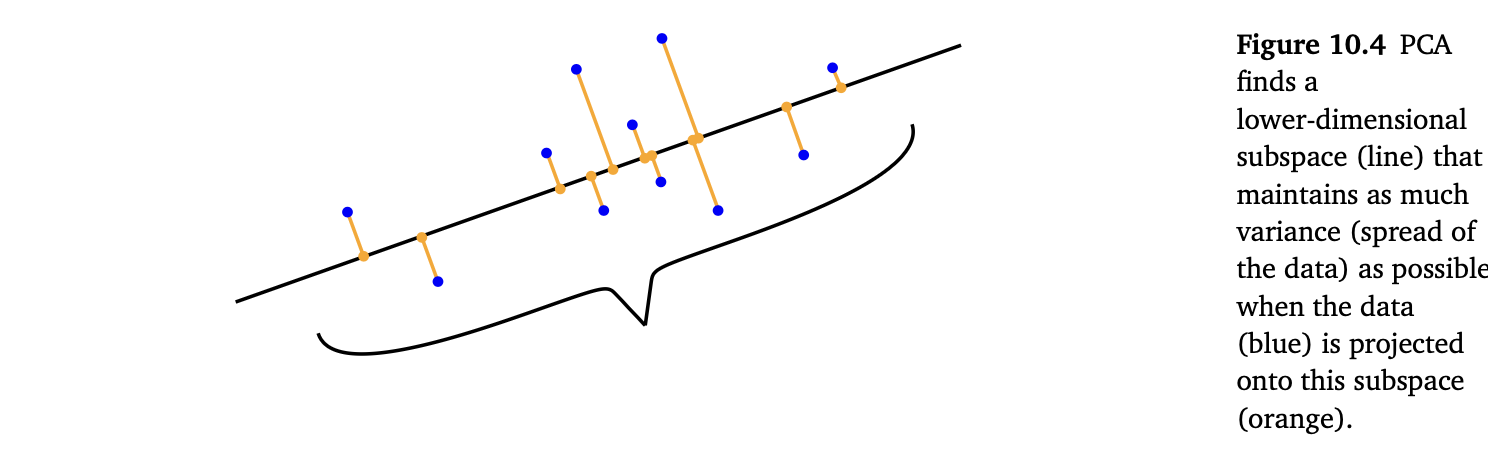 Figure 10.4 PCA
finds a
lower-dimensional
subspace (line) that
maintains as much
variance (spread of
the data) as possible
when the data
(blue) is projected
onto this subspace
(orange).